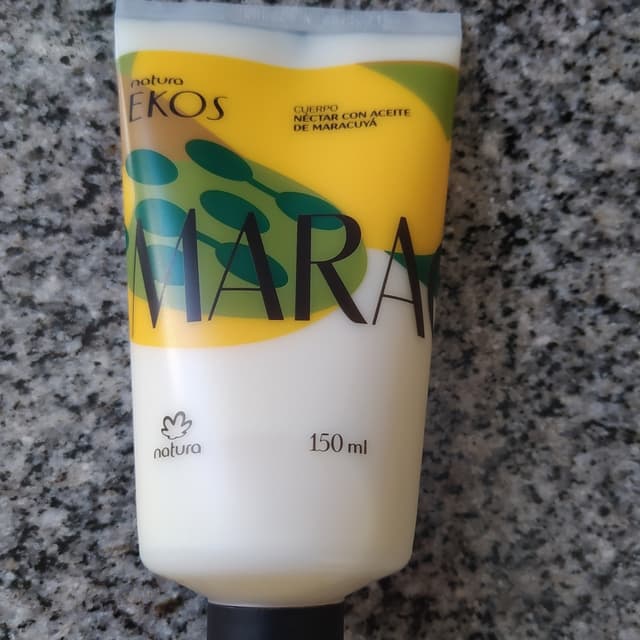 natura
EKOS
CUERPO
NÉCTAR CON ACEITE
DE MARACUYÁ
MARA
natura
150 ml